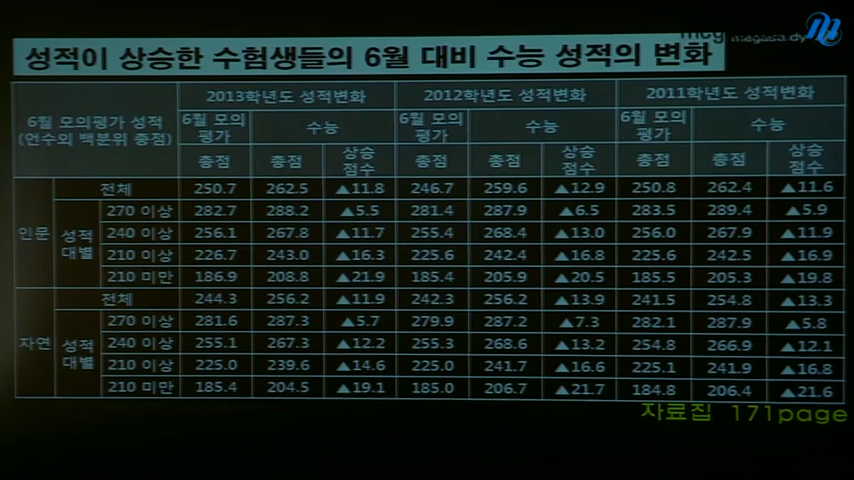 megastudy
성적이 상승한 수험생들의 6월 대비 수능 성적의 변화
6월 모의평가 성적 (언수외 백분위 총점) 2013학년도 성적변화 2012학년도 성적변화 2011학년도 성적변화
6월 모의평가 수능 6월 모의평가 수능 6월 모의평가 수능
총점 총점 상승점수 총점 총점 상승점수 총점 총점 상승점수
인문 전체 250.7 262.5 ▲11.8 246.7 259.6 ▲12.9 250.8 262.4 ▲11.6
성적대별 270 이상 282.7 288.2 ▲5.5 281.4 287.9 ▲6.5 283.5 289.4 ▲5.9
240 이상 256.1 267.8 ▲11.7 255.4 268.4 ▲13.0 256.0 267.9 ▲11.9
210 이상 226.7 243.0 ▲16.3 225.6 242.4 ▲16.8 225.6 242.5 ▲16.9
210 미만 186.9 208.8 ▲21.9 185.4 205.9 ▲20.5 185.5 205.3 ▲19.8
자연 전체 244.3 256.2 ▲11.9 242.3 256.2 ▲13.9 241.5 254.8 ▲13.3
성적대별 270 이상 281.6 287.3 ▲5.7 279.9 287.2 ▲7.3 282.1 287.9 ▲5.8
240 이상 255.1 267.3 ▲12.2 255.3 268.6 ▲13.2 254.8 266.9 ▲12.1
210 이상 225.0 239.6 ▲14.6 225.0 241.7 ▲16.6 225.1 241.9 ▲16.8
210 미만 185.4 204.5 ▲19.1 185.0 206.7 ▲21.7 184.8 206.4 ▲21.6
자료집 171page